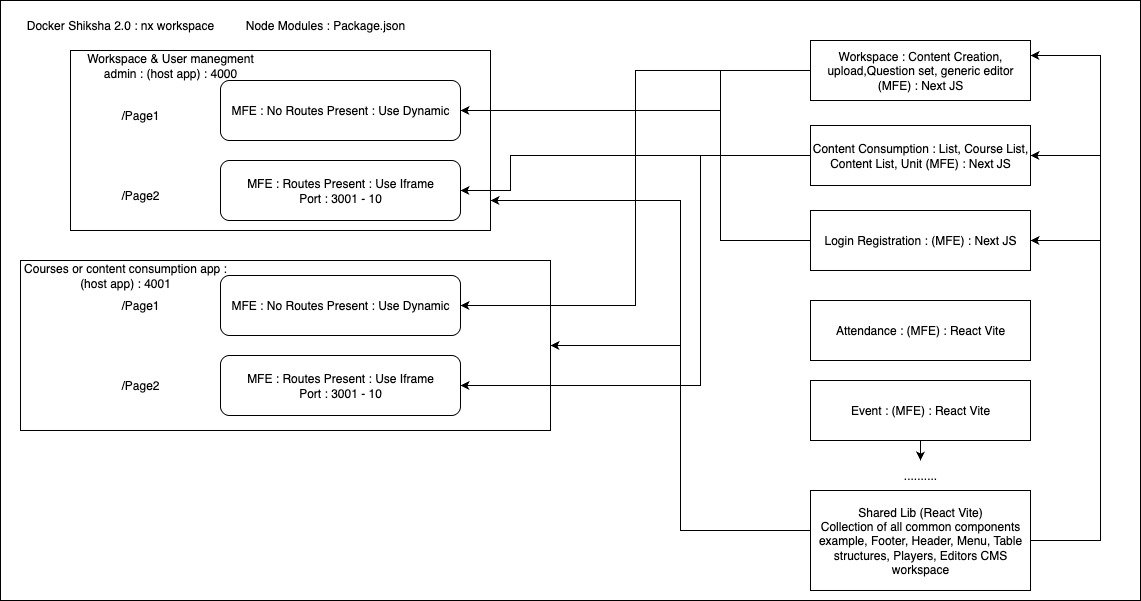 Docker Shiksha 2.0 : nx workspace
Node Modules : Package.json
Workspace & User manegment
admin : (host app) : 4000
/Page1
MFE : No Routes Present : Use Dynamic
/Page2
MFE : Routes Present : Use Iframe
Port : 3001 - 10
Courses or content consumption app :
(host app) : 4001
/Page1
MFE : No Routes Present : Use Dynamic
/Page2
MFE : Routes Present : Use Iframe
Port : 3001 - 10
Workspace : Content Creation,
upload,Question set, generic editor
(MFE) : Next JS
Content Consumption : List, Course List,
Content List, Unit (MFE) : Next JS
Login Registration : (MFE) : Next JS
Attendance : (MFE) : React Vite
Event : (MFE) : React Vite
..........
Shared Lib (React Vite)
Collection of all common components
example, Footer, Header, Menu, Table
structures, Players, Editors CMS
workspace